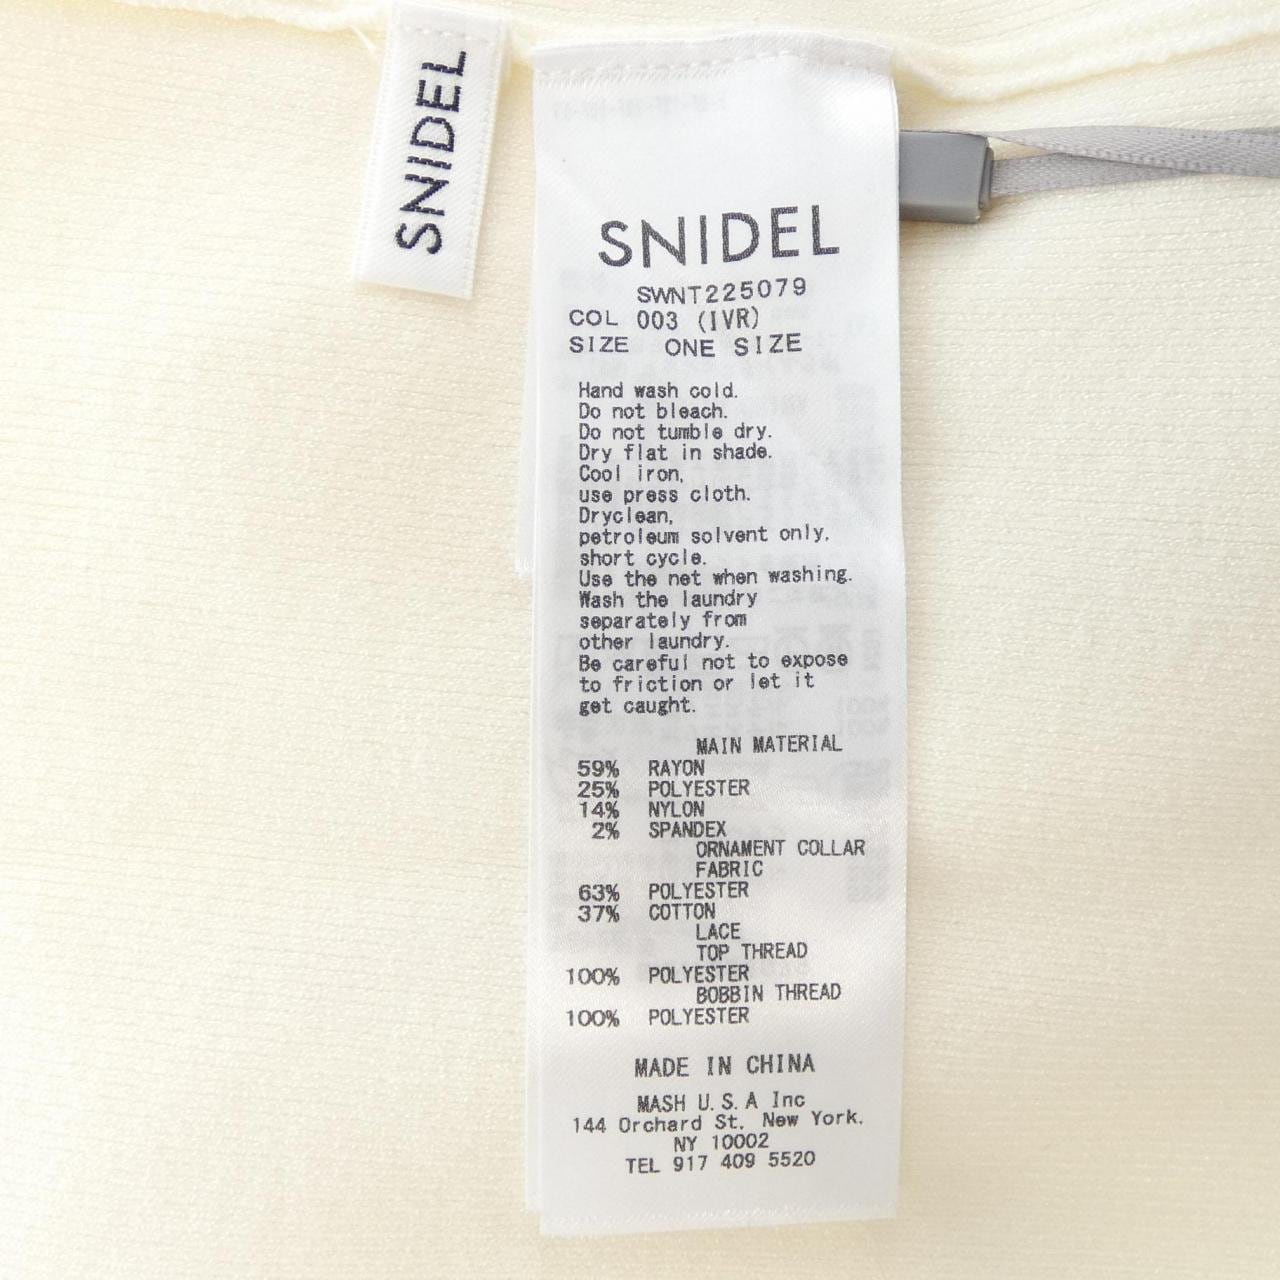 SNIDEL
SNIDEL
SWNT225079
COL 003 (IVR)
SIZE ONE SIZE
Hand wash cold.
Do not bleach.
Do not tumble dry.
Dry flat in shade.
Cool iron,
use press cloth.
Dryclean,
petroleum solvent only,
short cycle.
Use the net when washing.
Wash the laundry
separately from
other laundry.
Be careful not to expose
to friction or let it
get caught.
MAIN MATERIAL
59% RAYON
25% POLYESTER
14% NYLON
2% SPANDEX
ORNAMENT COLLAR
FABRIC
63% POLYESTER
37% COTTON
LACE
TOP THREAD
100% POLYESTER
BOBBIN THREAD
100% POLYESTER
MADE IN CHINA
MASH U.S.A Inc
144 Orchard St. New York.
NY 10002
TEL 917 409 5520